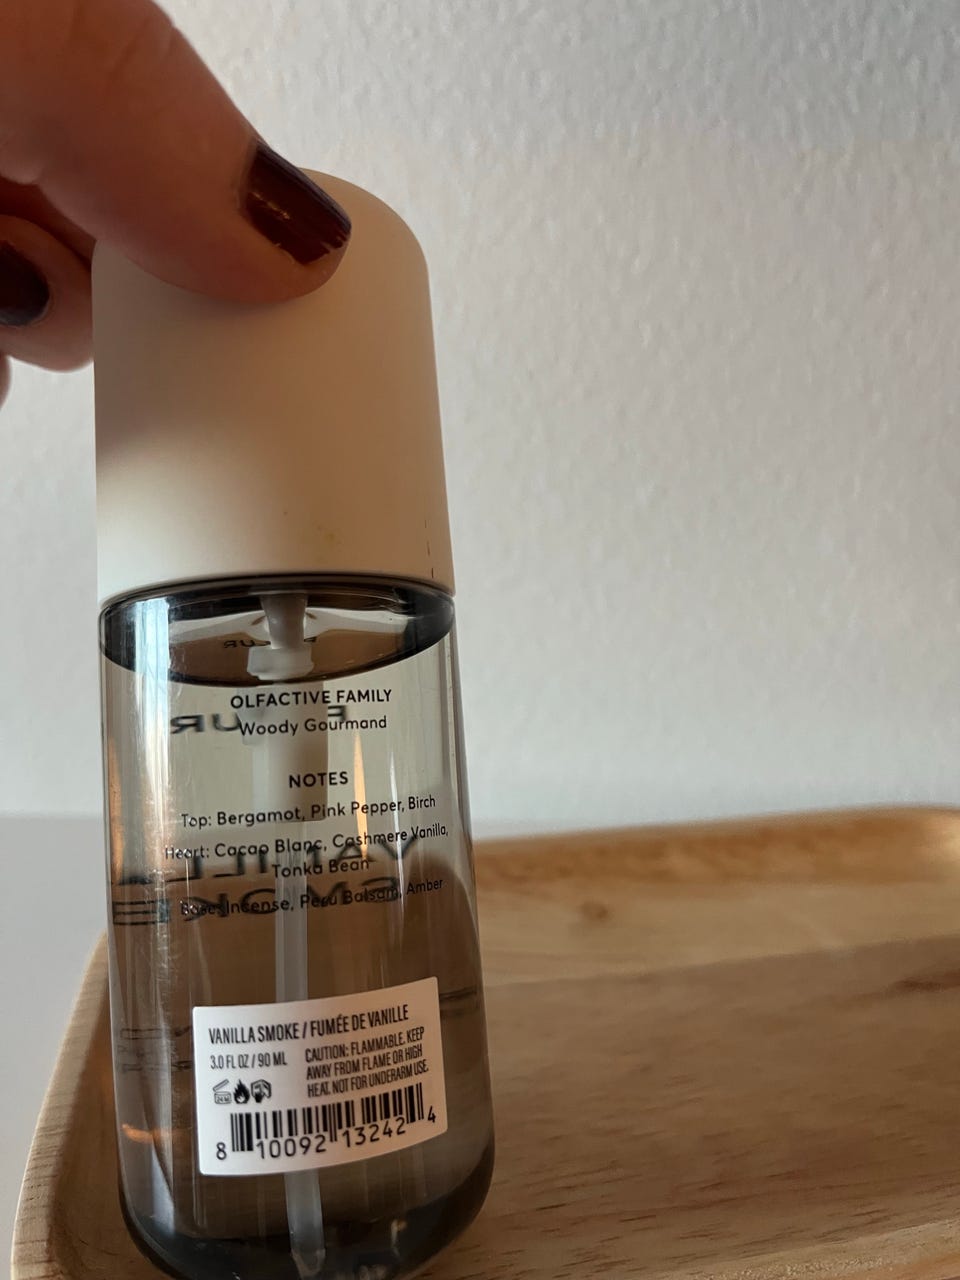 OLFACTIVE FAMILY
Woody Gourmand
NOTES
Top: Bergamot, Pink Pepper, Birch
Heart: Cacao Blanc, Cashmere Vanilla,
Tonka Bean
Base: Incense, Peru Balsam, Amber
VANILLA SMOKE / FUMÉE DE VANILLE
3.0 FL OZ / 90 ML
CAUTION: FLAMMABLE. KEEP
AWAY FROM FLAME OR HIGH
HEAT. NOT FOR UNDERARM USE.
8 10092 13242 4